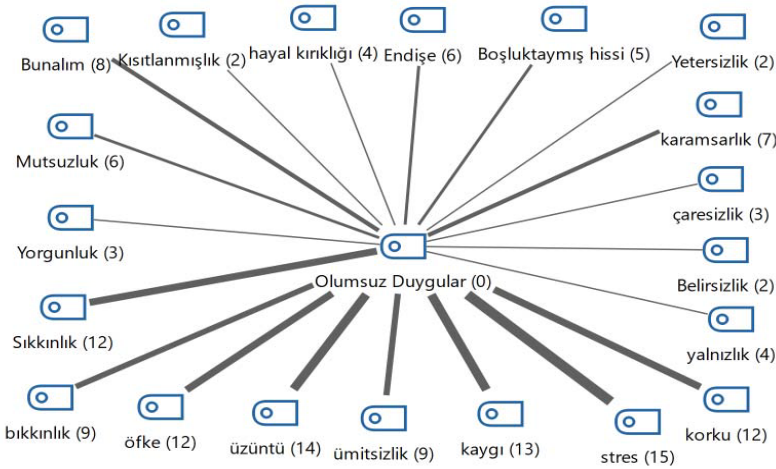 Bunalım (8)
Kısıtlanmışlık (2)
hayal kırıklığı (4)
Endişe (6)
Boşluktaymış hissi (5)
Yetersizlik (2)
karamsarlık (7)
Mutsuzluk (6)
çaresizlik (3)
Yorgunluk (3)
Belirsizlik (2)
Olumsuz Duygular (0)
Sıkkınlık (12)
yalnızlık (4)
bıkkınlık (9)
öfke (12)
üzüntü (14)
ümitsizlik (9)
kaygı (13)
stres (15)
korku (12)